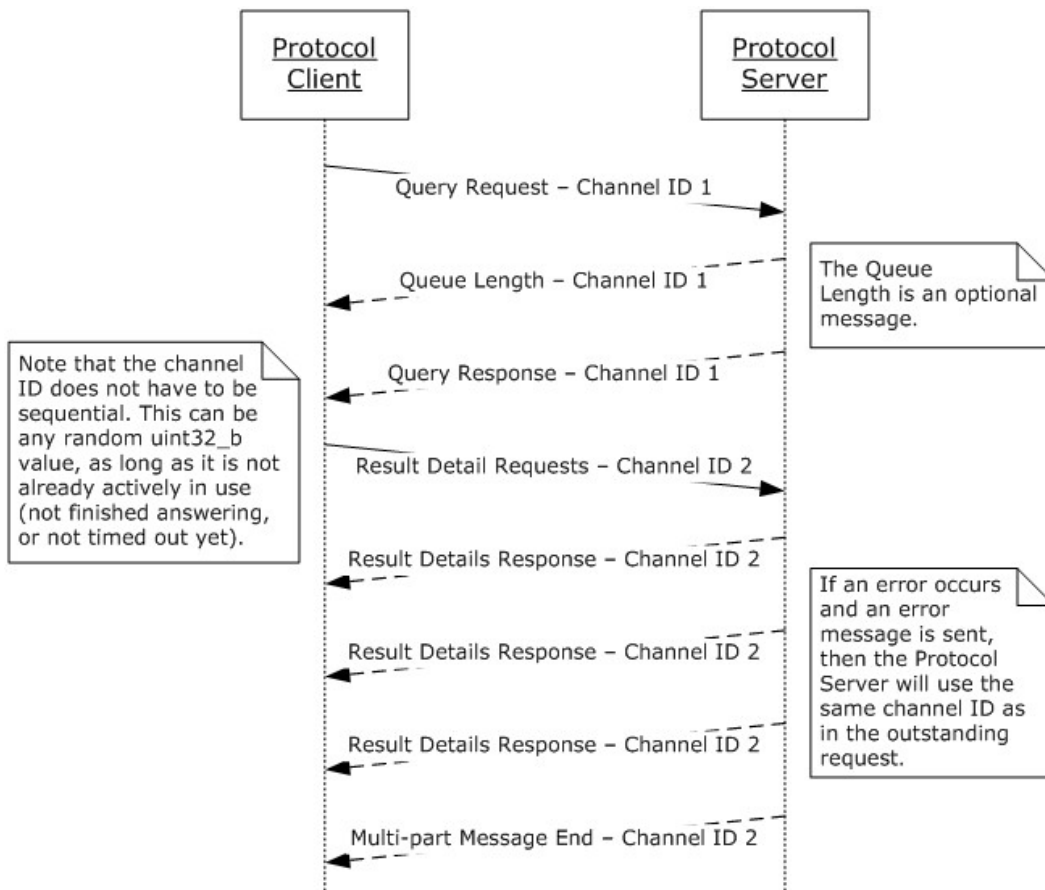 Protocol
Client
Protocol
Server
Query Request – Channel ID 1
Queue Length – Channel ID 1
The Queue
Length is an optional
message.
Query Response – Channel ID 1
Note that the channel
ID does not have to be
sequential. This can be
any random uint32_b
value, as long as it is not
already actively in use
(not finished answering,
or not timed out yet).
Result Detail Requests – Channel ID 2
Result Details Response – Channel ID 2
If an error occurs
and an error
message is sent,
then the Protocol
Server will use the
same channel ID as
in the outstanding
request.
Result Details Response – Channel ID 2
Result Details Response – Channel ID 2
Multi-part Message End – Channel ID 2